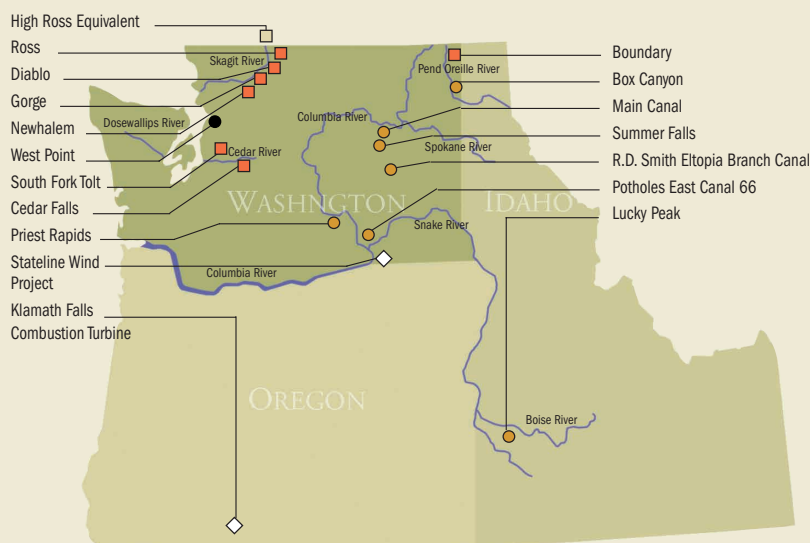 High Ross Equivalent
Ross
Diablo
Gorge
Newhalem
West Point
South Fork Tolt
Cedar Falls
Priest Rapids
Stateline Wind
Project
Klamath Falls
Combustion Turbine
Skagit River
Dosewallips River
Cedar River
Columbia River
Pend Oreille River
Spokane River
Snake River
Columbia River
Boise River
WASHNGTON
IDAHO
OREGON
Boundary
Box Canyon
Main Canal
Summer Falls
R.D. Smith Eltopia Branch Canal
Potholes East Canal 66
Lucky Peak